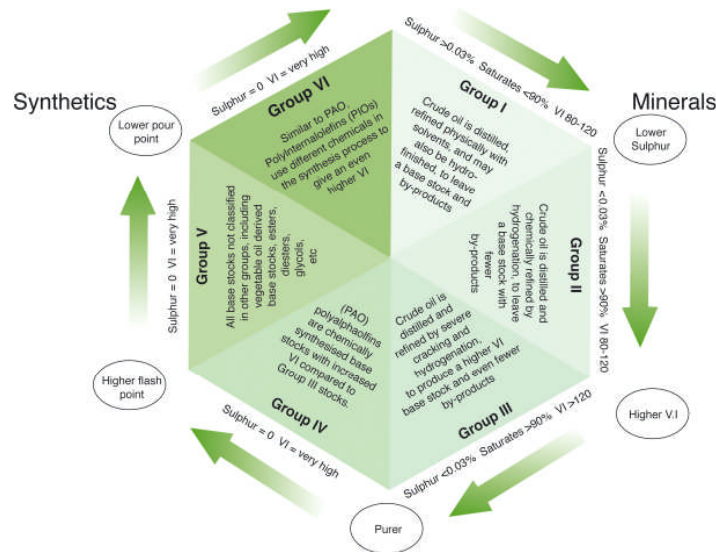 Synthetics
Minerals
Sulphur >0.03%  Saturates <90%  VI 80-120
Group I
Crude oil is distilled,
refined physically with
solvents, and may
also be hydro-
finished, to leave
a base stock and
by-products
Lower
Sulphur
Sulphur <0.03%  Saturates >90%  VI 80-120
Group II
Crude oil is distilled and
chemically refined by
hydrogenation, to leave
a base stock with
fewer
by-products
Higher V.I
Sulphur <0.03%  Saturates >90%  VI >120
Group III
Crude oil is
distilled and
refined by severe
cracking and
hydrogenation,
to produce a higher VI
base stock and even fewer
by-products
Purer
Sulphur = 0  VI = very high
Group IV
(PAO)
polyalphaolfins
are chemically
synthesised base
stocks with increased
VI compared to
Group III stocks.
Higher flash
point
Sulphur = 0  VI = very high
Group V
All base stocks not classified
in other groups, including
vegetable oil derived
base stocks, esters,
diesters,
glycols,
etc
Lower pour
point
Sulphur = 0  VI = very high
Group VI
Similar to PAO,
PolyInternalolefins (PIOs)
use different chemicals in
the synthesis process to
give an even
higher VI